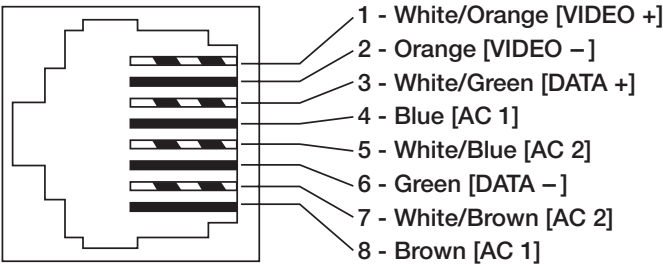 1 - White/Orange [VIDEO +]
2 - Orange [VIDEO – ]
3 - White/Green [DATA +]
4 - Blue [AC 1]
5 - White/Blue [AC 2]
6 - Green [DATA – ]
7 - White/Brown [AC 2]
8 - Brown [AC 1]